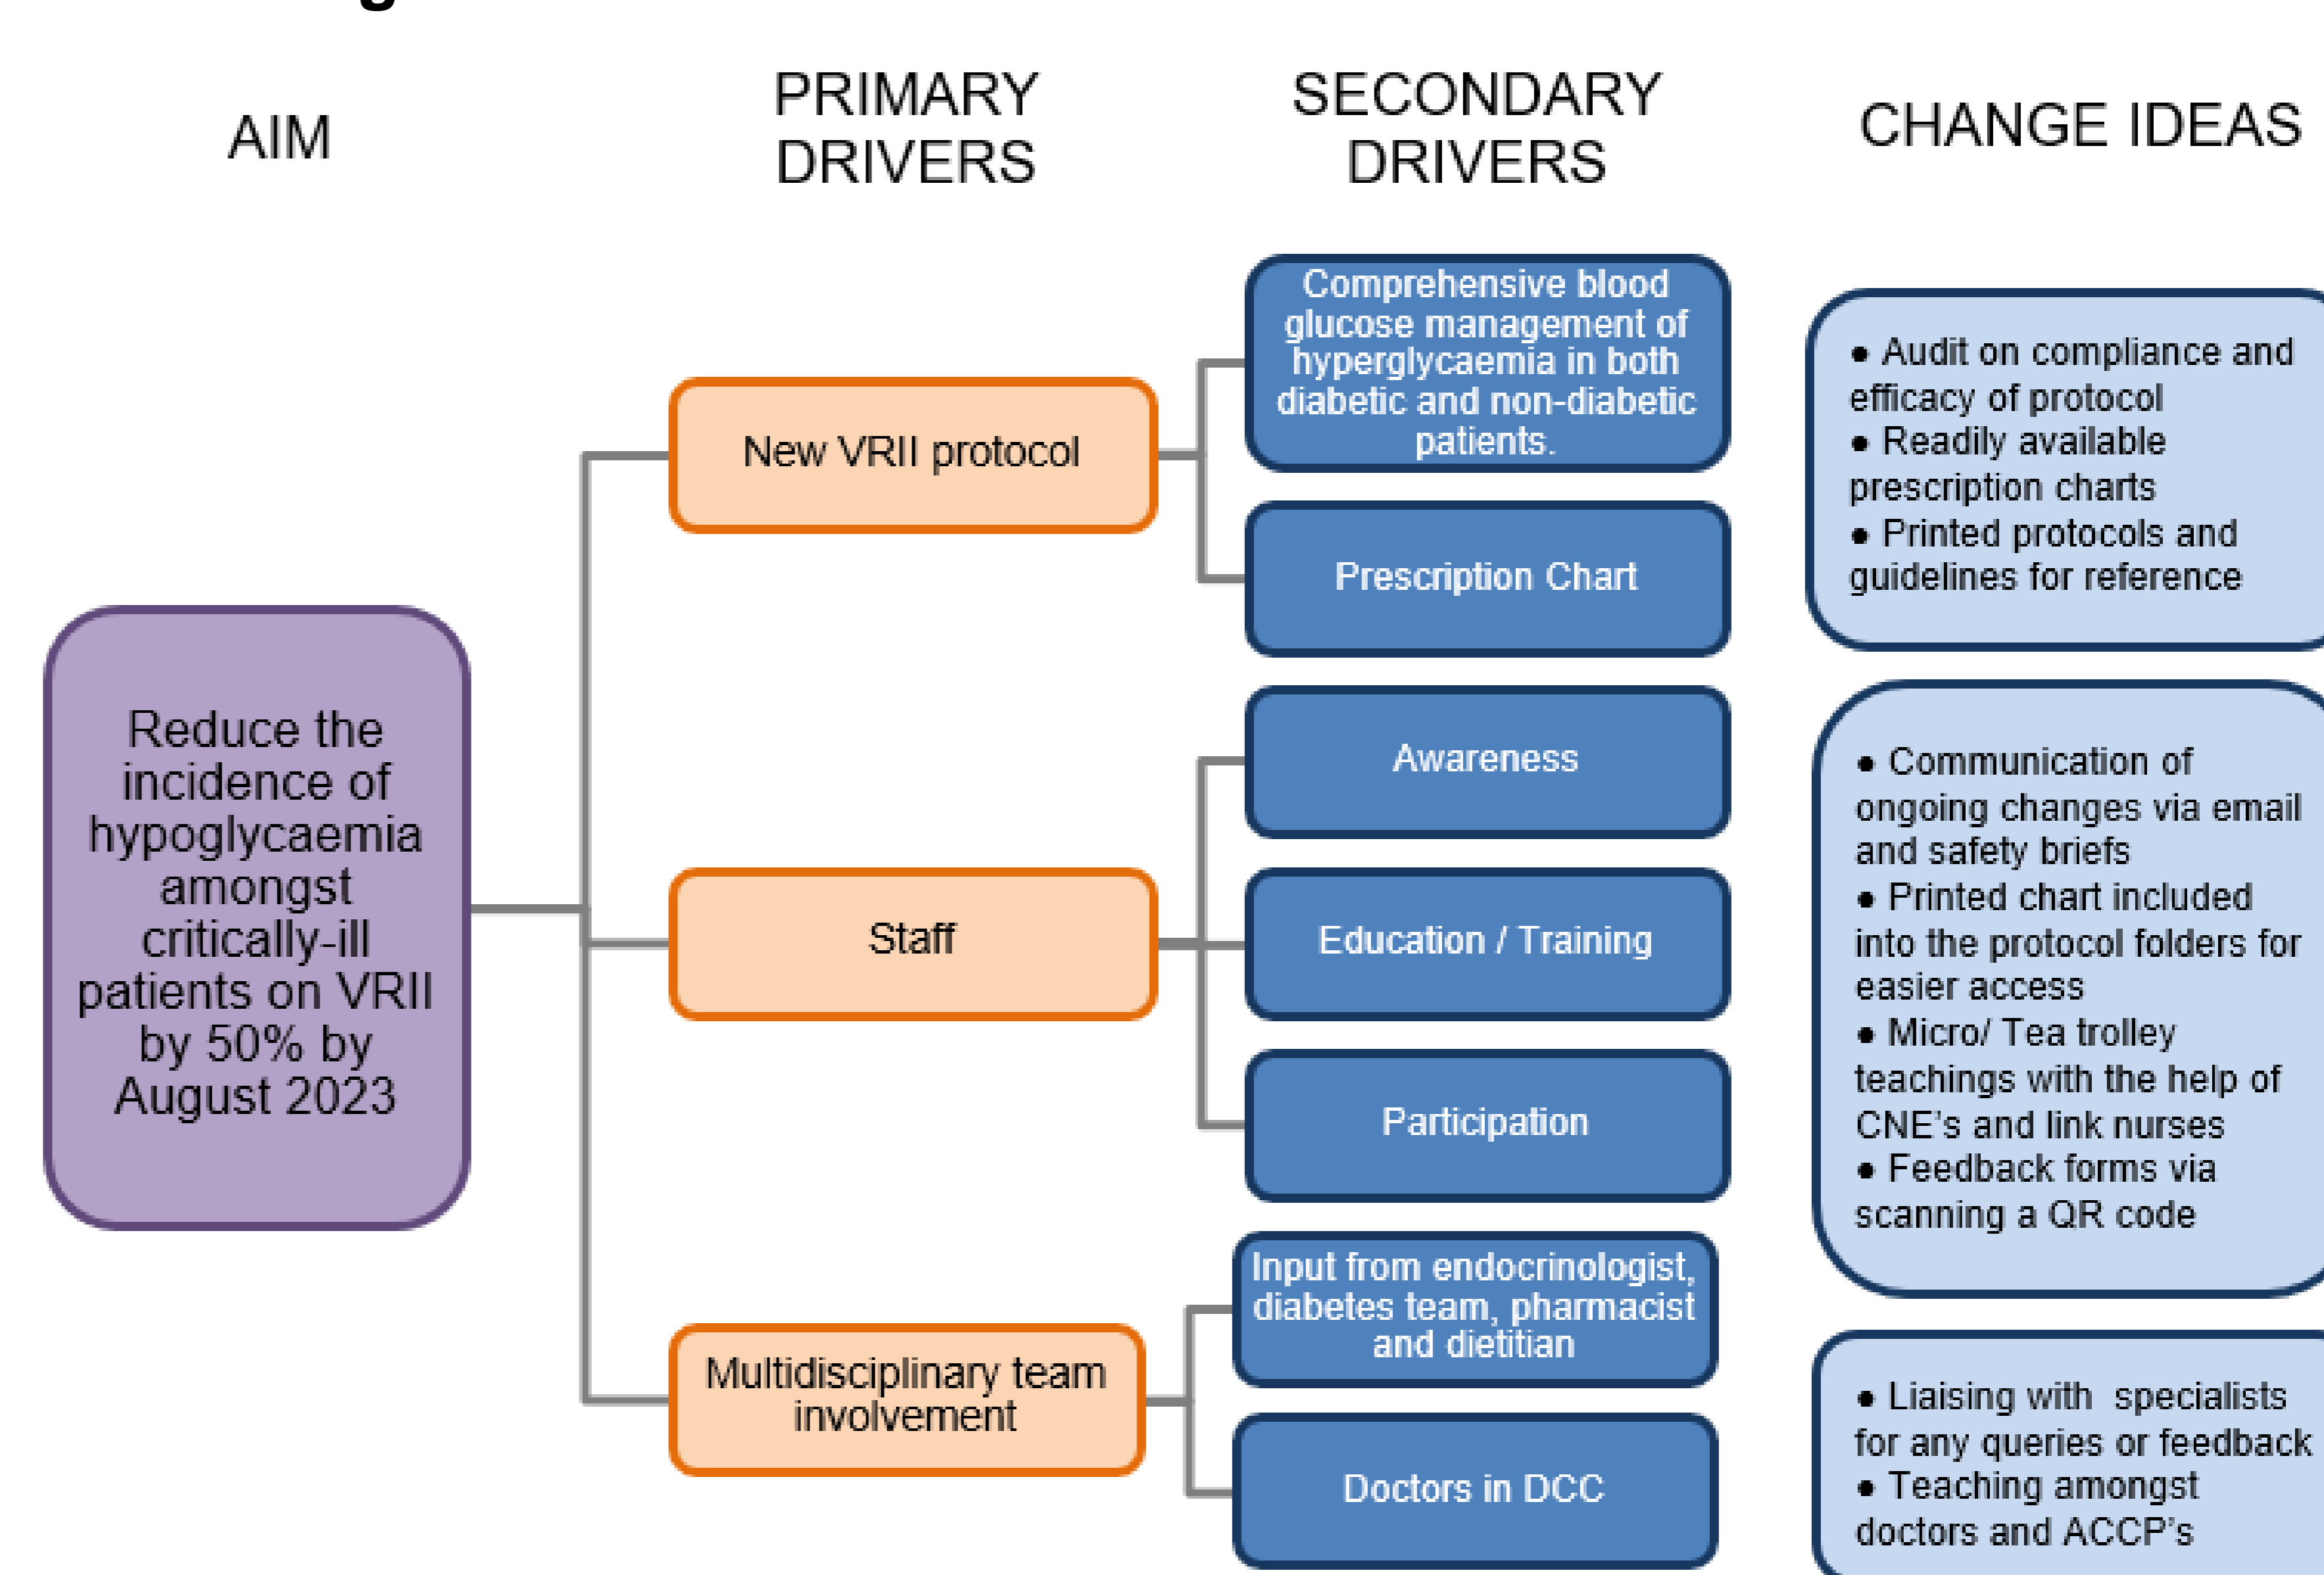 AIM
PRIMARY
DRIVERS
SECONDARY
DRIVERS
CHANGE IDEAS
Reduce the
incidence of
hypoglycaemia
amongst
critically-ill
patients on VRII
by 50% by
August 2023
New VRII protocol
Staff
Multidisciplinary team
involvement
Comprehensive blood
glucose management of
hyperglycaemia in both
diabetic and non-diabetic
patients.
Prescription Chart
Awareness
Education / Training
Participation
Input from endocrinologist,
diabetes team, pharmacist
and dietitian
Doctors in DCC
● Audit on compliance and
efficacy of protocol
● Readily available
prescription charts
● Printed protocols and
guidelines for reference
● Communication of
ongoing changes via email
and safety briefs
● Printed chart included
into the protocol folders for
easier access
● Micro/ Tea trolley
teachings with the help of
CNE's and link nurses
● Feedback forms via
scanning a QR code
● Liaising with  specialists
for any queries or feedback
● Teaching amongst
doctors and ACCP's